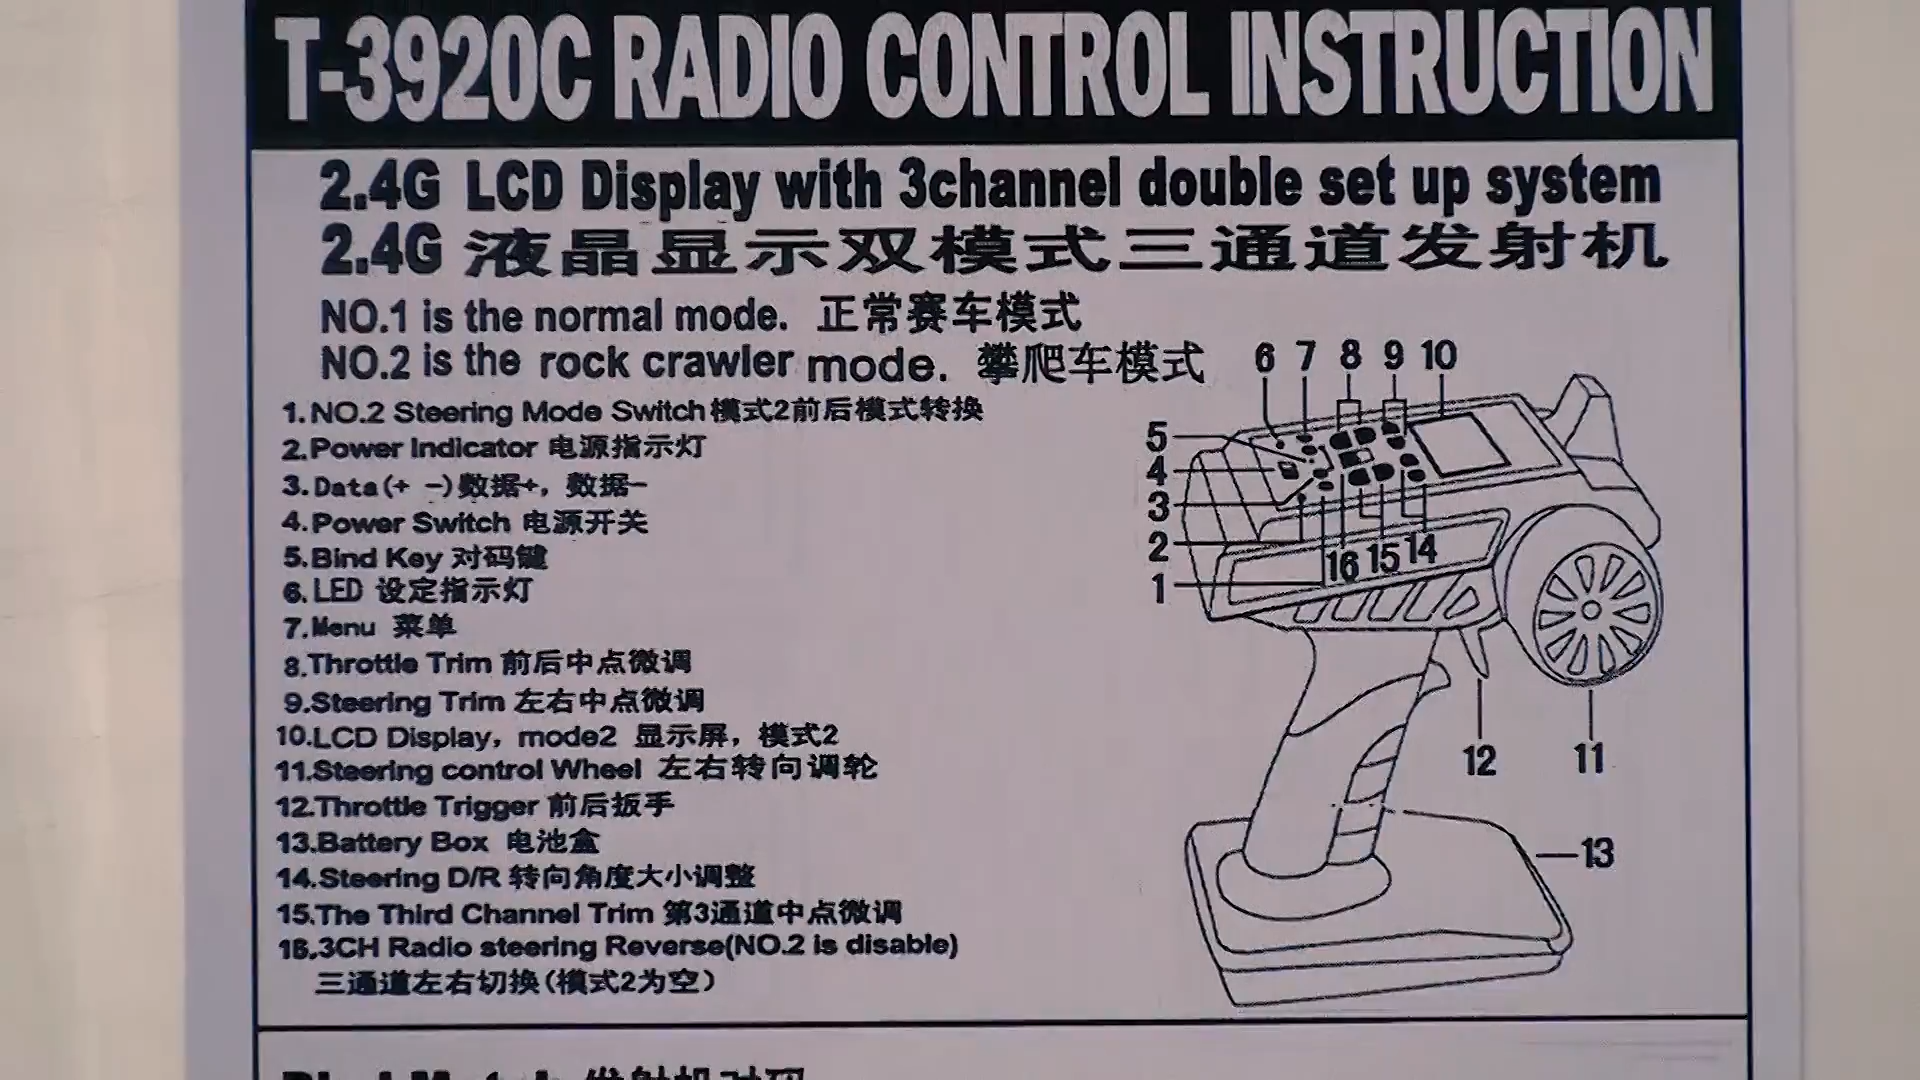 T-3920C RADIO CONTROL INSTRUCTION
2.4G LCD Display with 3channel double set up system
2.4G 液晶显示双模式三通道发射机
NO.1 is the normal mode. 正常赛车模式
NO.2 is the rock crawler mode. 攀爬车模式
1.NO.2 Steering Mode Switch模式2前后模式转换
2.Power Indicator 电源指示灯
3.Data(+ −)数据+, 数据−
4.Power Switch 电源开关
5.Bind Key 对码键
6.LED 设定指示灯
7.Menu 菜单
8.Throttle Trim 前后中点微调
9.Steering Trim 左右中点微调
10.LCD Display, mode2 显示屏, 模式2
11.Steering control Wheel 左右转向调轮
12.Throttle Trigger 前后扳手
13.Battery Box 电池盒
14.Steering D/R 转向角度大小调整
15.The Third Channel Trim 第3通道中点微调
16.3CH Radio steering Reverse(NO.2 is disable)
三通道左右切换(模式2为空)
6 7 8 9 10
5
4
3
2
1
16 15 14
12 11
13